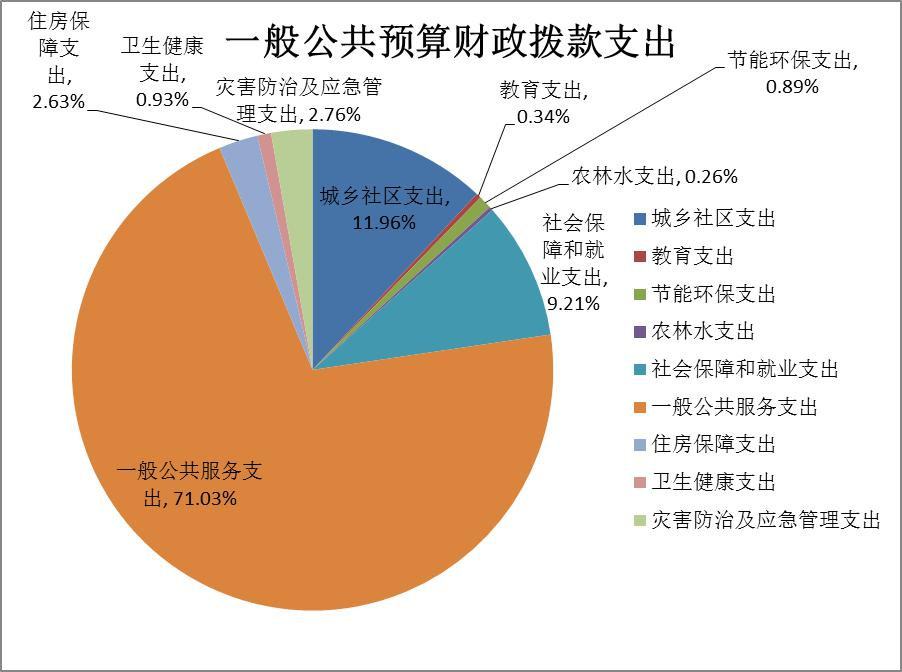 一般公共预算财政拨款支出
住房保
障支
出,
2.63%
卫生健康
支出,
0.93%
灾害防治及应急管
理支出, 2.76%
教育支出,
0.34%
节能环保支出,
0.89%
农林水支出, 0.26%
城乡社区支出,
11.96%
社会保
障和就
业支出,
9.21%
一般公共服务支
出, 71.03%
城乡社区支出
教育支出
节能环保支出
农林水支出
社会保障和就业支出
一般公共服务支出
住房保障支出
卫生健康支出
灾害防治及应急管理支出